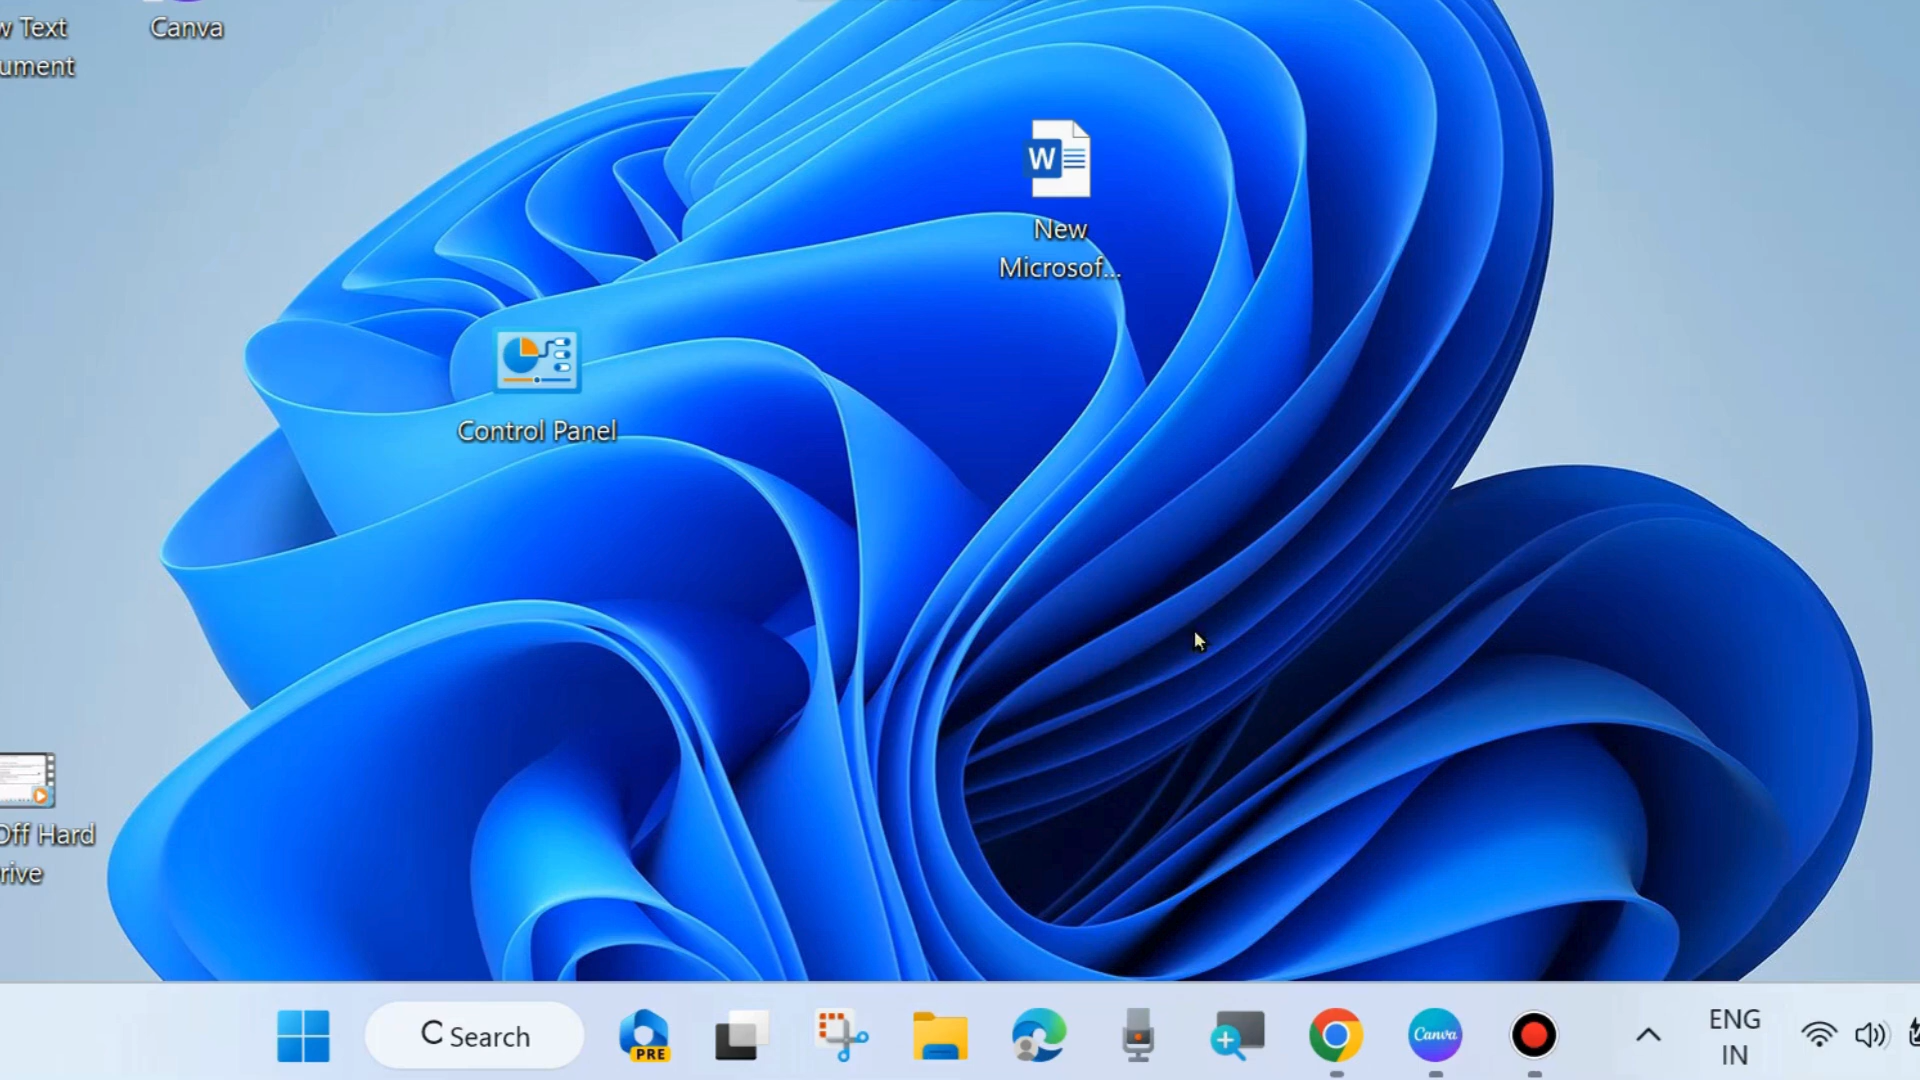 w Text
ument
Canva
W
New
Microsof...
Control Panel
Off Hard
rive
Search
PRE
Canva
ENG
IN